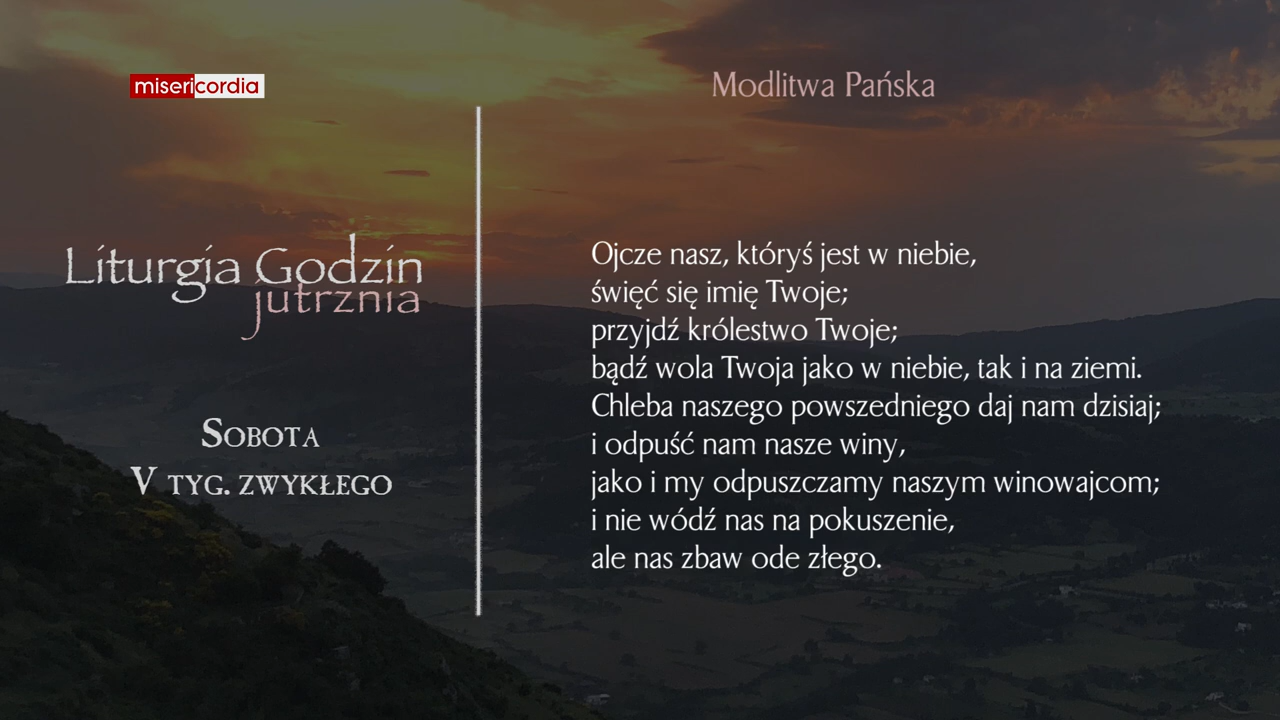 misericordia
Liturgia Godzin
jutrznia
Sobota
V tyg. zwykłego
Modlitwa Pańska
Ojcze nasz, któryś jest w niebie,
święć się imię Twoje;
przyjdź królestwo Twoje;
bądź wola Twoja jako w niebie, tak i na ziemi.
Chleba naszego powszedniego daj nam dzisiaj;
i odpuść nam nasze winy,
jako i my odpuszczamy naszym winowajcom;
i nie wódź nas na pokuszenie,
ale nas zbaw ode złego.